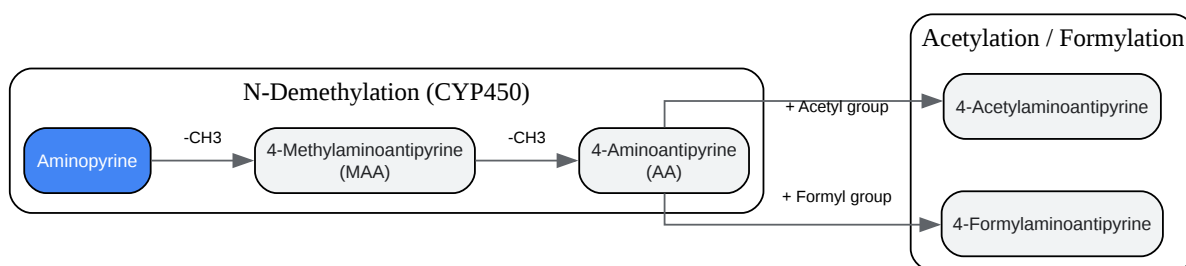 Acetylation / Formylation
N-Demethylation (CYP450)
+ Acetyl group
4-Acetylaminoantipyrine
Aminopyrine
-CH3
4-Methylaminoantipyrine
(MAA)
-CH3
4-Aminoantipyrine
(AA)
+ Formyl group
4-Formylaminoantipyrine